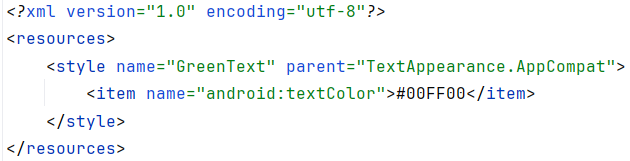 <?xml version="1.0" encoding="utf-8"?>
<resources>
    <style name="GreenText" parent="TextAppearance.AppCompat">
        <item name="android:textColor">#00FF00</item>
    </style>
</resources>